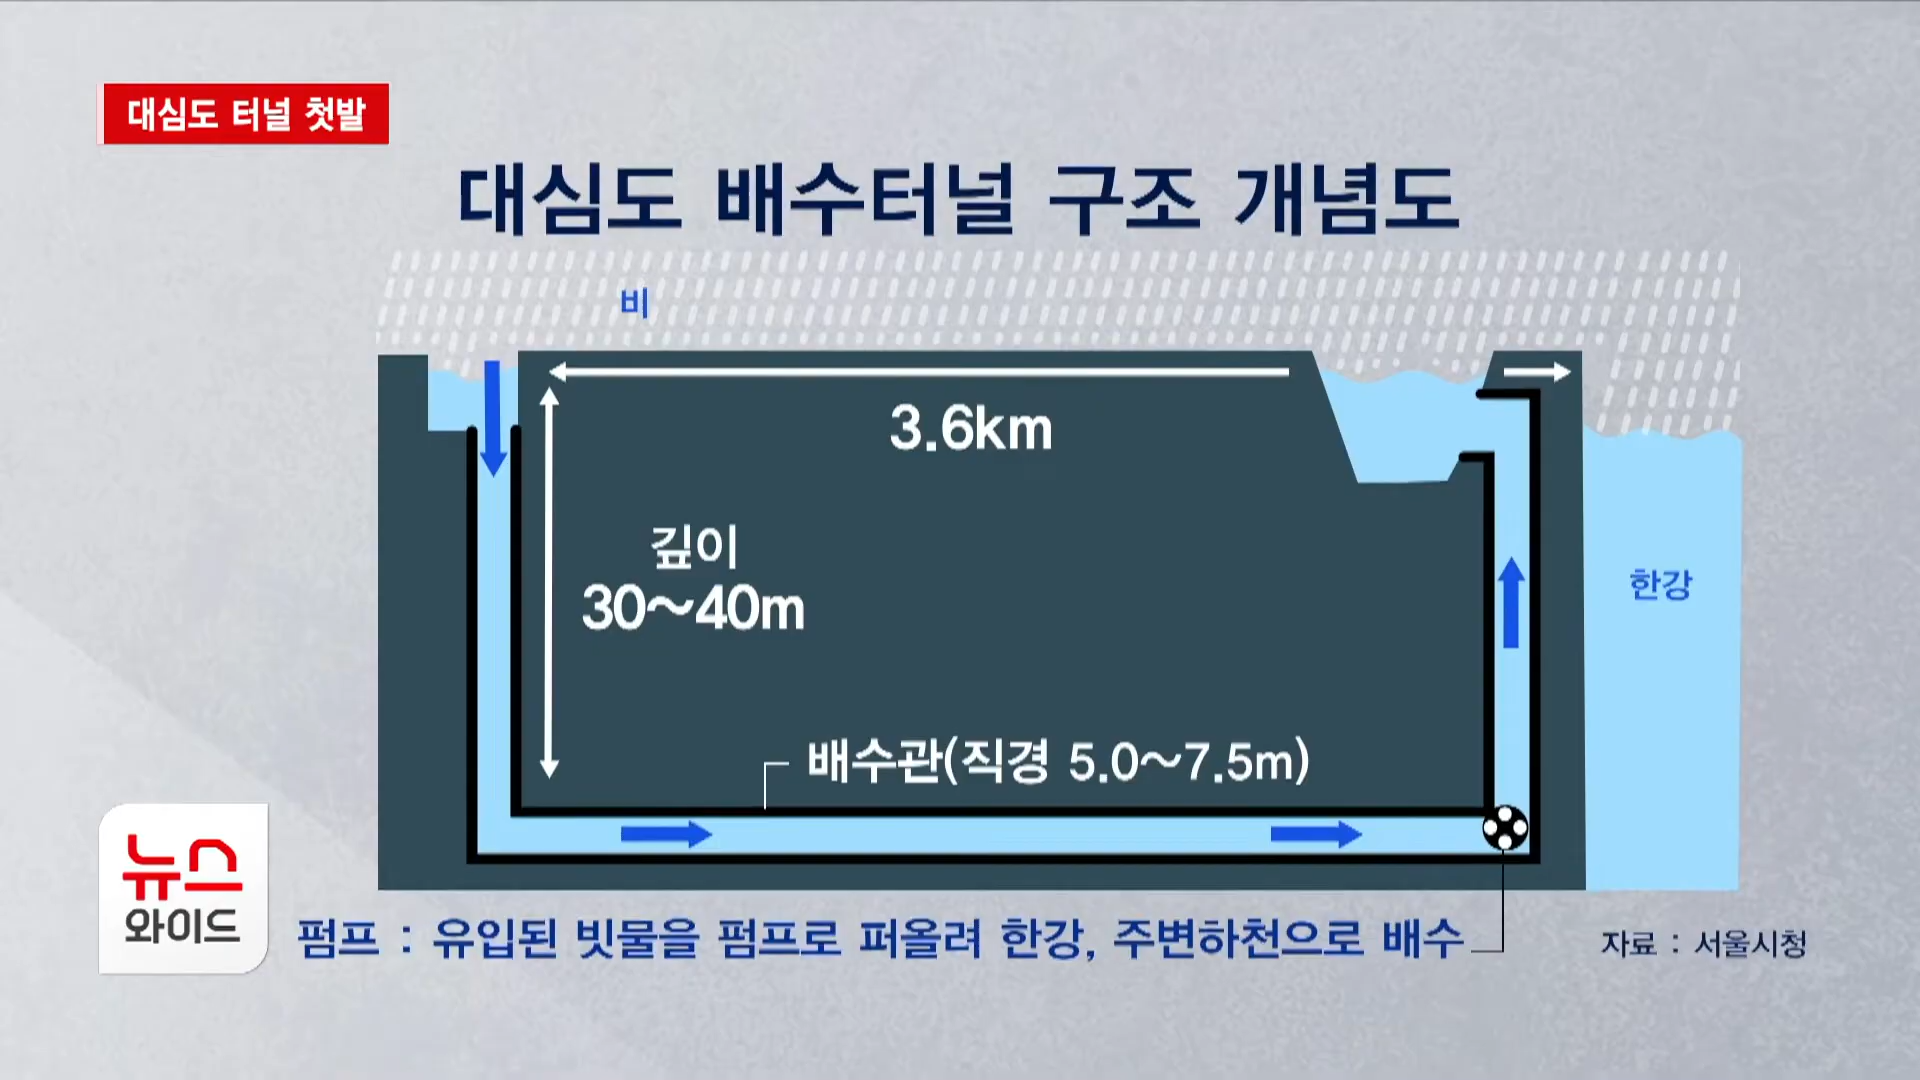 대심도 터널 첫발
대심도 배수터널 구조 개념도
비
3.6km
깊이
30~40m
한강
배수관(직경 5.0~7.5m)
뉴스
와이드
펌프 : 유입된 빗물을 펌프로 퍼올려 한강, 주변하천으로 배수
자료 : 서울시청